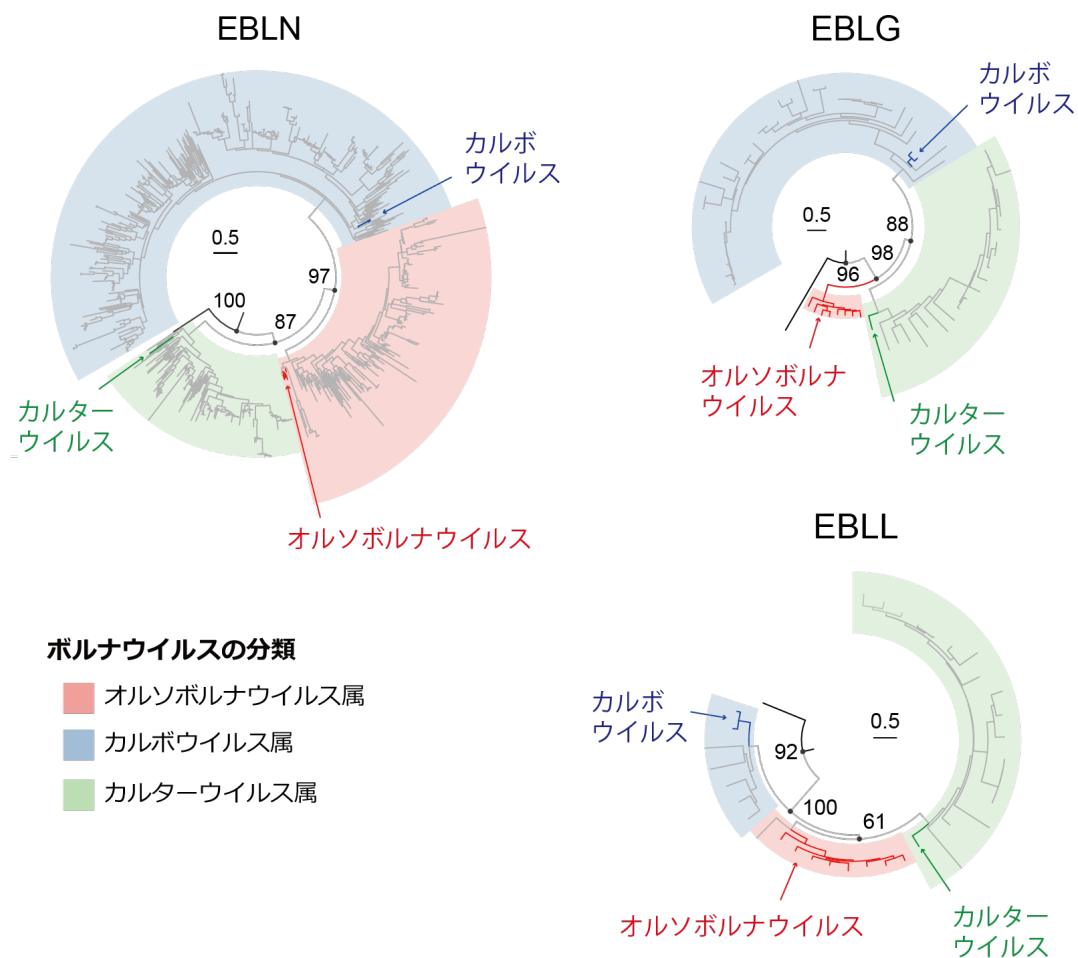 EBLN
カルボ
ウイルス
0.5
97
100
87
カルター
ウイルス
オルソボルナウイルス
EBLG
カルボ
ウイルス
0.5
88
98
96
オルソボルナ
ウイルス
カルター
ウイルス
EBLL
カルボ
ウイルス
0.5
92
100
61
オルソボルナウイルス
カルター
ウイルス
ボルナウイルスの分類
オルソボルナウイルス属
カルボウイルス属
カルターウイルス属